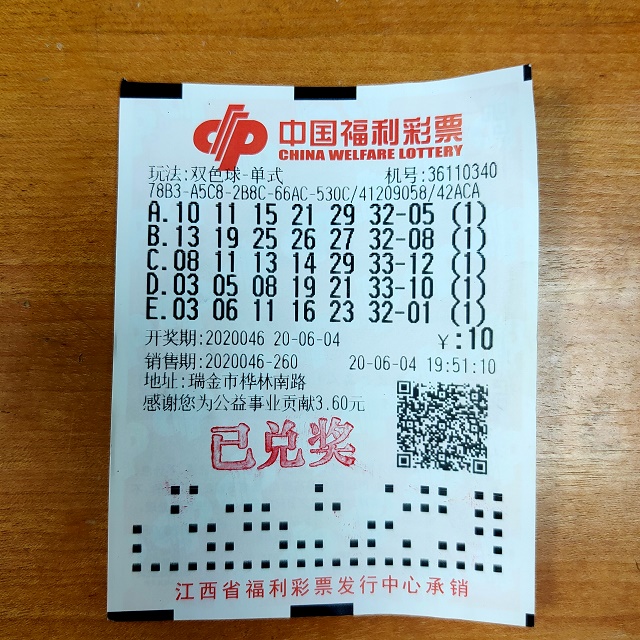 中国福利彩票
CHINA WELFARE LOTTERY
玩法:双色球-单式 机号:36110340
78B3-A5C8-2B8C-66AC-530C/41209058/42ACA
A.10 11 15 21 29 32-05 (1)
B.13 19 25 26 27 32-08 (1)
C.08 11 13 14 29 33-12 (1)
D.03 05 08 19 21 33-10 (1)
E.03 06 11 16 23 32-01 (1)
开奖期:2020046 20-06-04 ¥:10
销售期:2020046-260 20-06-04 19:51:10
地址:瑞金市桦林南路
感谢您为公益事业贡献3.60元
已兑奖
江西省福利彩票发行中心承销